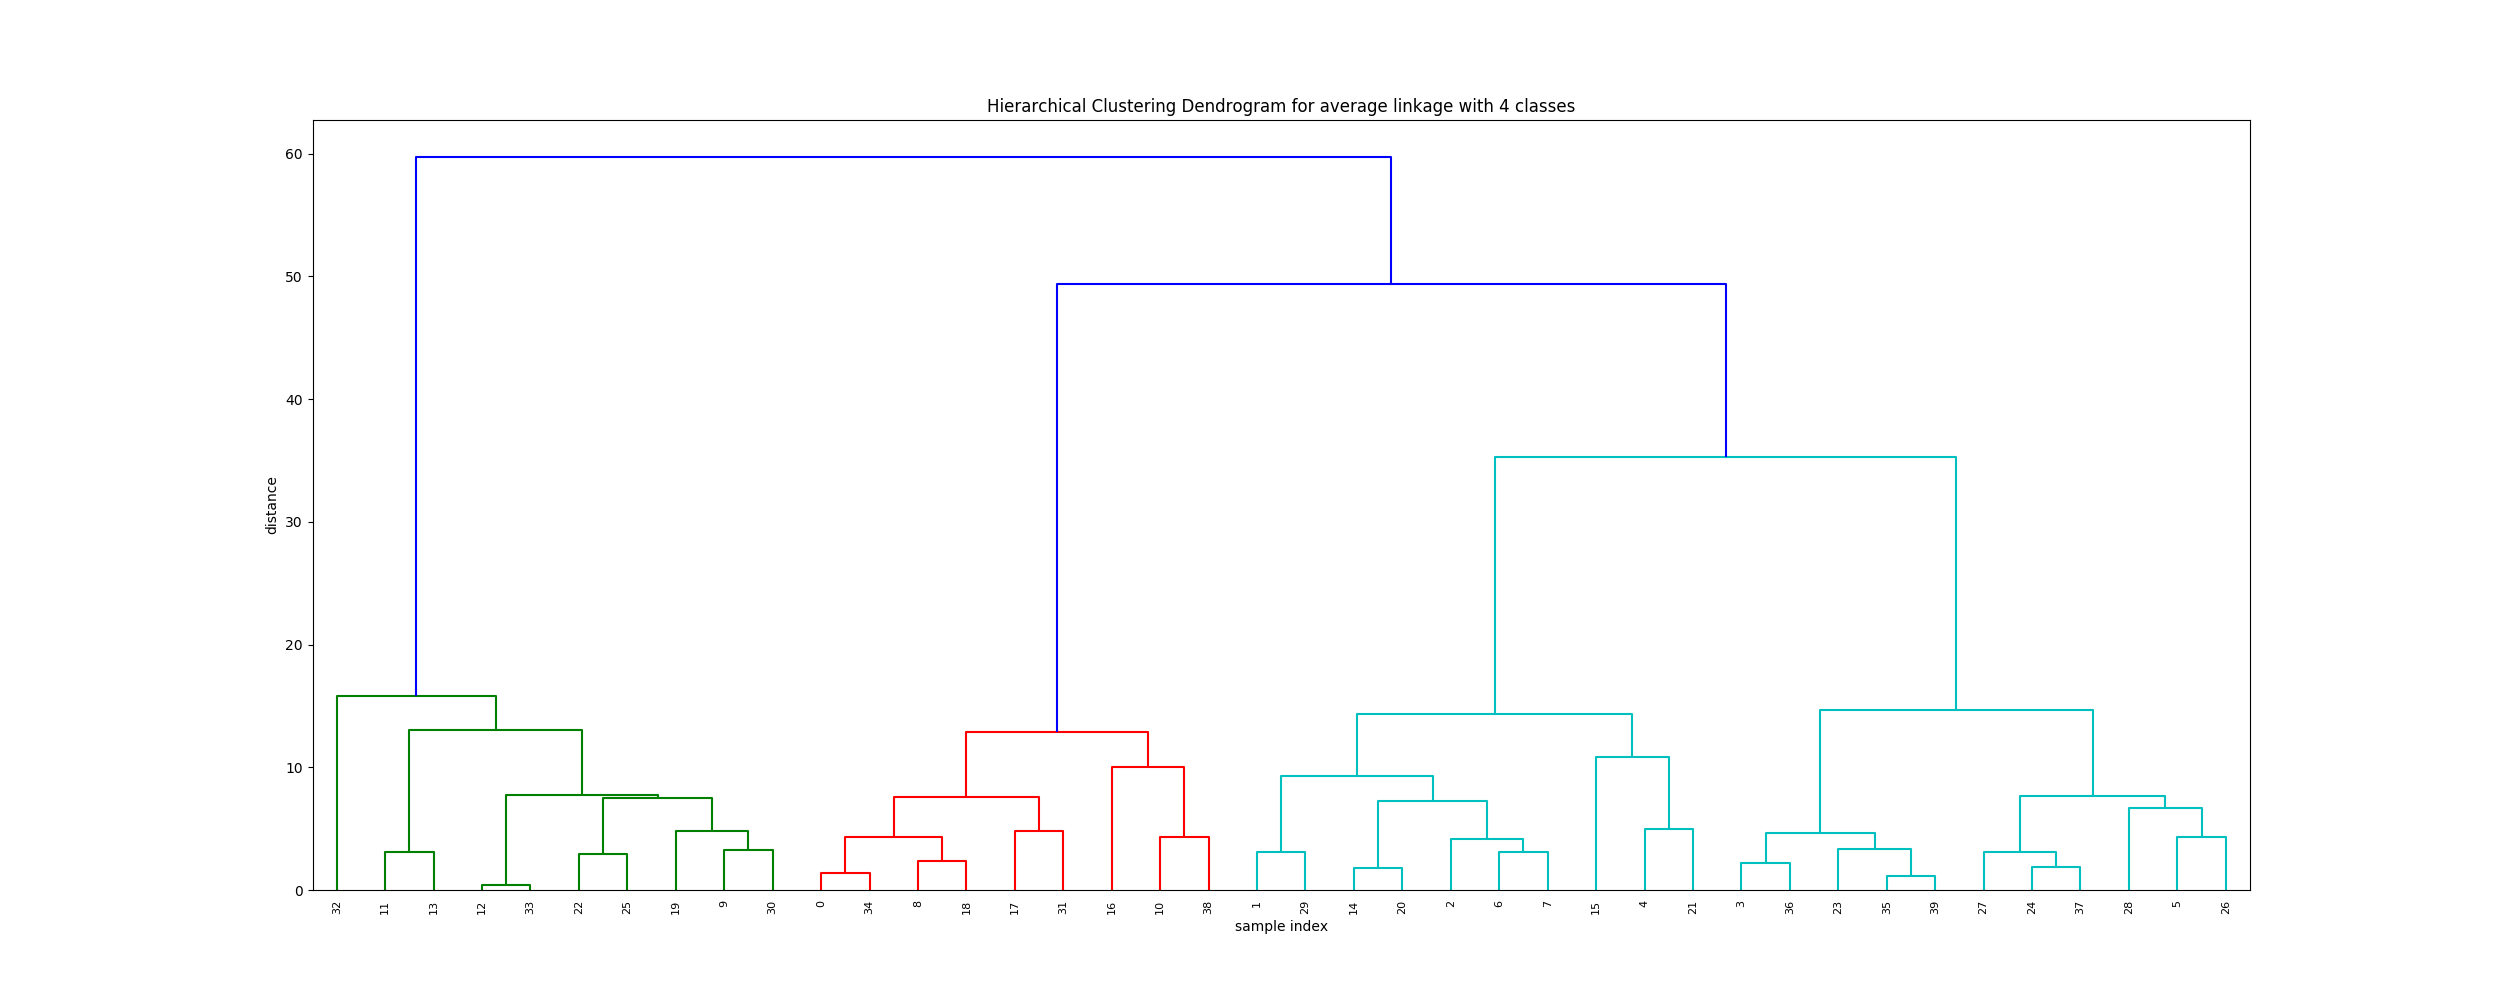 Hierarchical Clustering Dendrogram for average linkage with 4 classes
60
50
40
30
20
10
0
distance
32 11 13 12 33 22 25 19 9 30 0 34 8 18 17 31 16 10 38 1 29 14 20 2 6 7 15 4 21 3 36 23 35 39 27 24 37 28 5 26
sample index